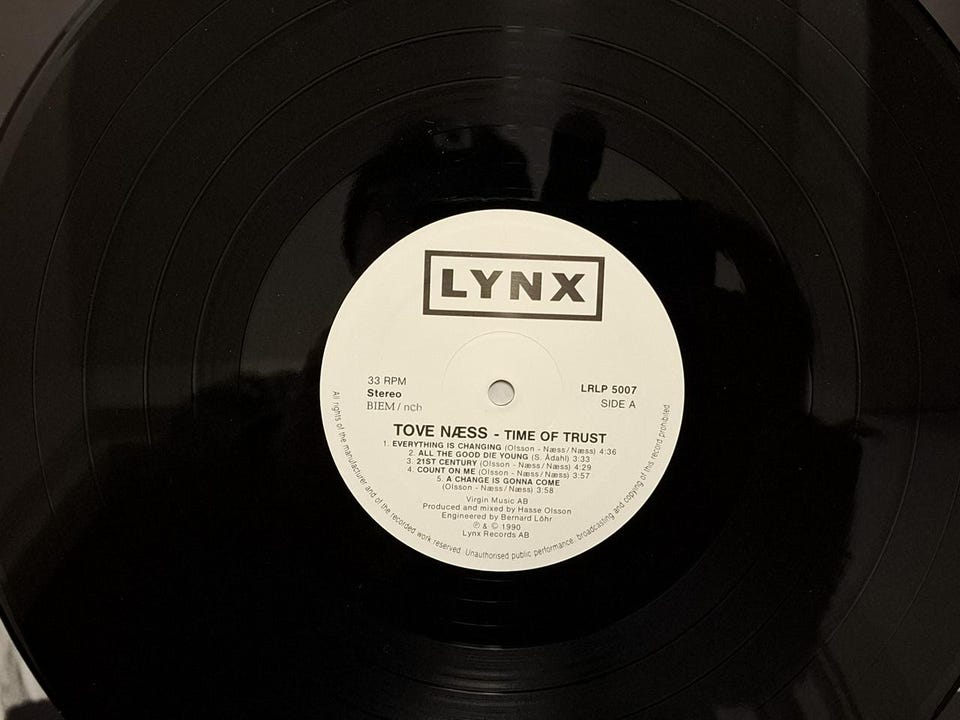 LYNX
33 RPM
Stereo
BIEM / nch
LRLP 5007
SIDE A
TOVE NÆSS - TIME OF TRUST
1. EVERYTHING IS CHANGING (Olsson - Næss / Næss) 4:36
2. ALL THE GOOD DIE YOUNG (S. Ådahl) 3:33
3. 21ST CENTURY (Olsson - Næss / Næss) 4:29
4. COUNT ON ME (Olsson - Næss / Næss) 3:57
5. A CHANGE IS GONNA COME
(Olsson - Næss / Næss) 3:58
Virgin Music AB
Produced and mixed by Hasse Olsson
Engineered by Bernard Löhr
℗ & © 1990
Lynx Records AB
All rights of the manufacturer and of the recorded work reserved. Unauthorised public performance, broadcasting and copying of this record prohibited